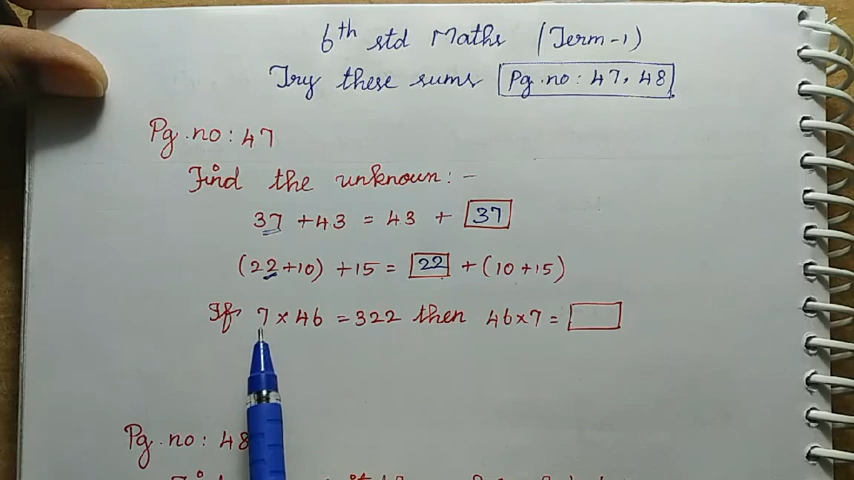 6th std Maths (Term-1)
Try these sums Pg.no: 47, 48
Pg.no: 47
Find the unknown:-
37 + 43 = 43 + 37
(22+10) + 15 = 22 + (10+15)
If 7 × 46 = 322 then 46×7 =
Pg.no: 48